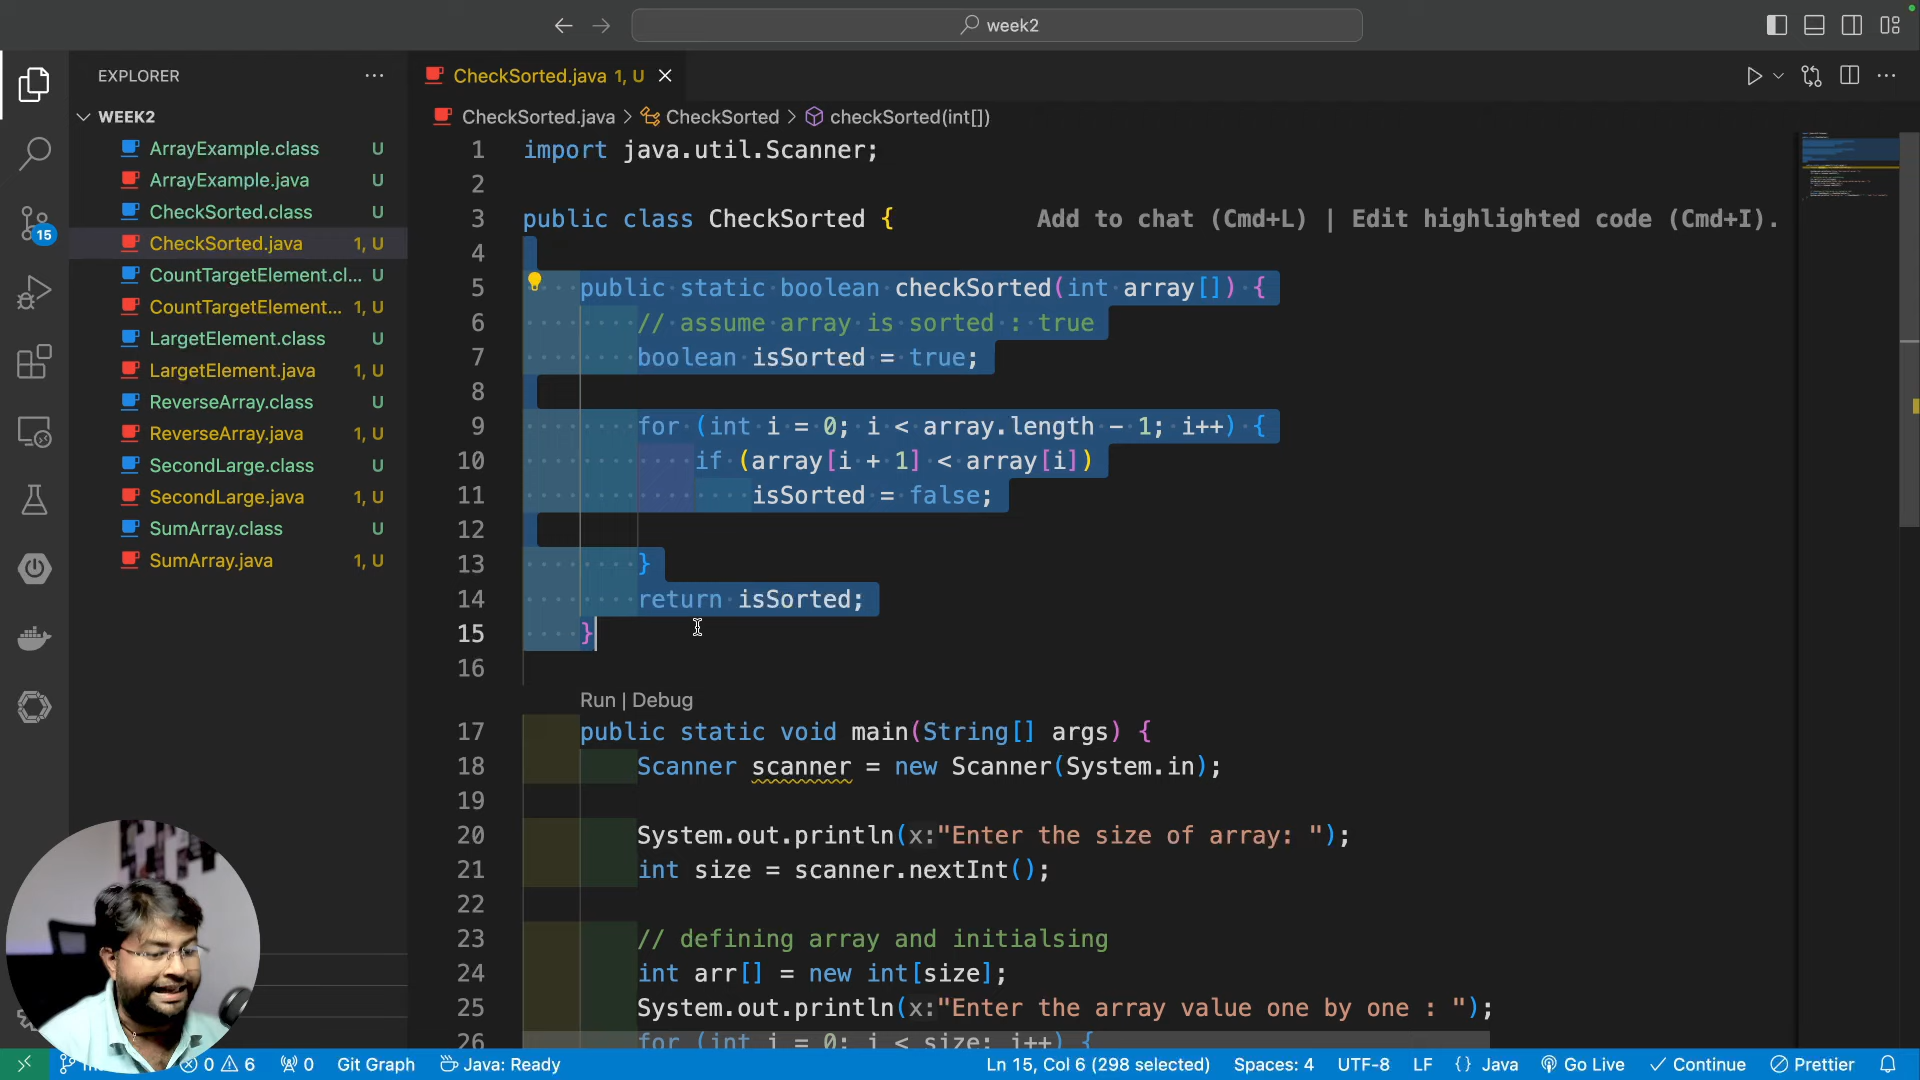 week2
EXPLORER
WEEK2
ArrayExample.class U
ArrayExample.java U
CheckSorted.class U
CheckSorted.java 1, U
CountTargetElement.cl... U
CountTargetElement... 1, U
LargetElement.class U
LargetElement.java 1, U
ReverseArray.class U
ReverseArray.java 1, U
SecondLarge.class U
SecondLarge.java 1, U
SumArray.class U
SumArray.java 1, U
15
CheckSorted.java 1, U
CheckSorted.java > CheckSorted > checkSorted(int[])
1 import java.util.Scanner;
2
3 public class CheckSorted { Add to chat (Cmd+L) | Edit highlighted code (Cmd+I).
4
5 public static boolean checkSorted(int array[]) {
6 // assume array is sorted : true
7 boolean isSorted = true;
8
9 for (int i = 0; i < array.length - 1; i++) {
10 if (array[i + 1] < array[i])
11 isSorted = false;
12
13 }
14 return isSorted;
15 }
16
Run | Debug
17 public static void main(String[] args) {
18 Scanner scanner = new Scanner(System.in);
19
20 System.out.println(x:"Enter the size of array: ");
21 int size = scanner.nextInt();
22
23 // defining array and initialsing
24 int arr[] = new int[size];
25 System.out.println(x:"Enter the array value one by one : ");
26 for (int i = 0; i < size; i++) {
0 6 0 Git Graph Java: Ready Ln 15, Col 6 (298 selected) Spaces: 4 UTF-8 LF {} Java Go Live Continue Prettier